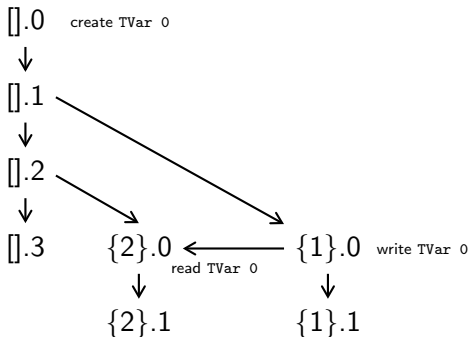 [].0 create TVar 0
[].1
[].2
[].3 {2}.0 {1}.0 write TVar 0
read TVar 0
{2}.1 {1}.1